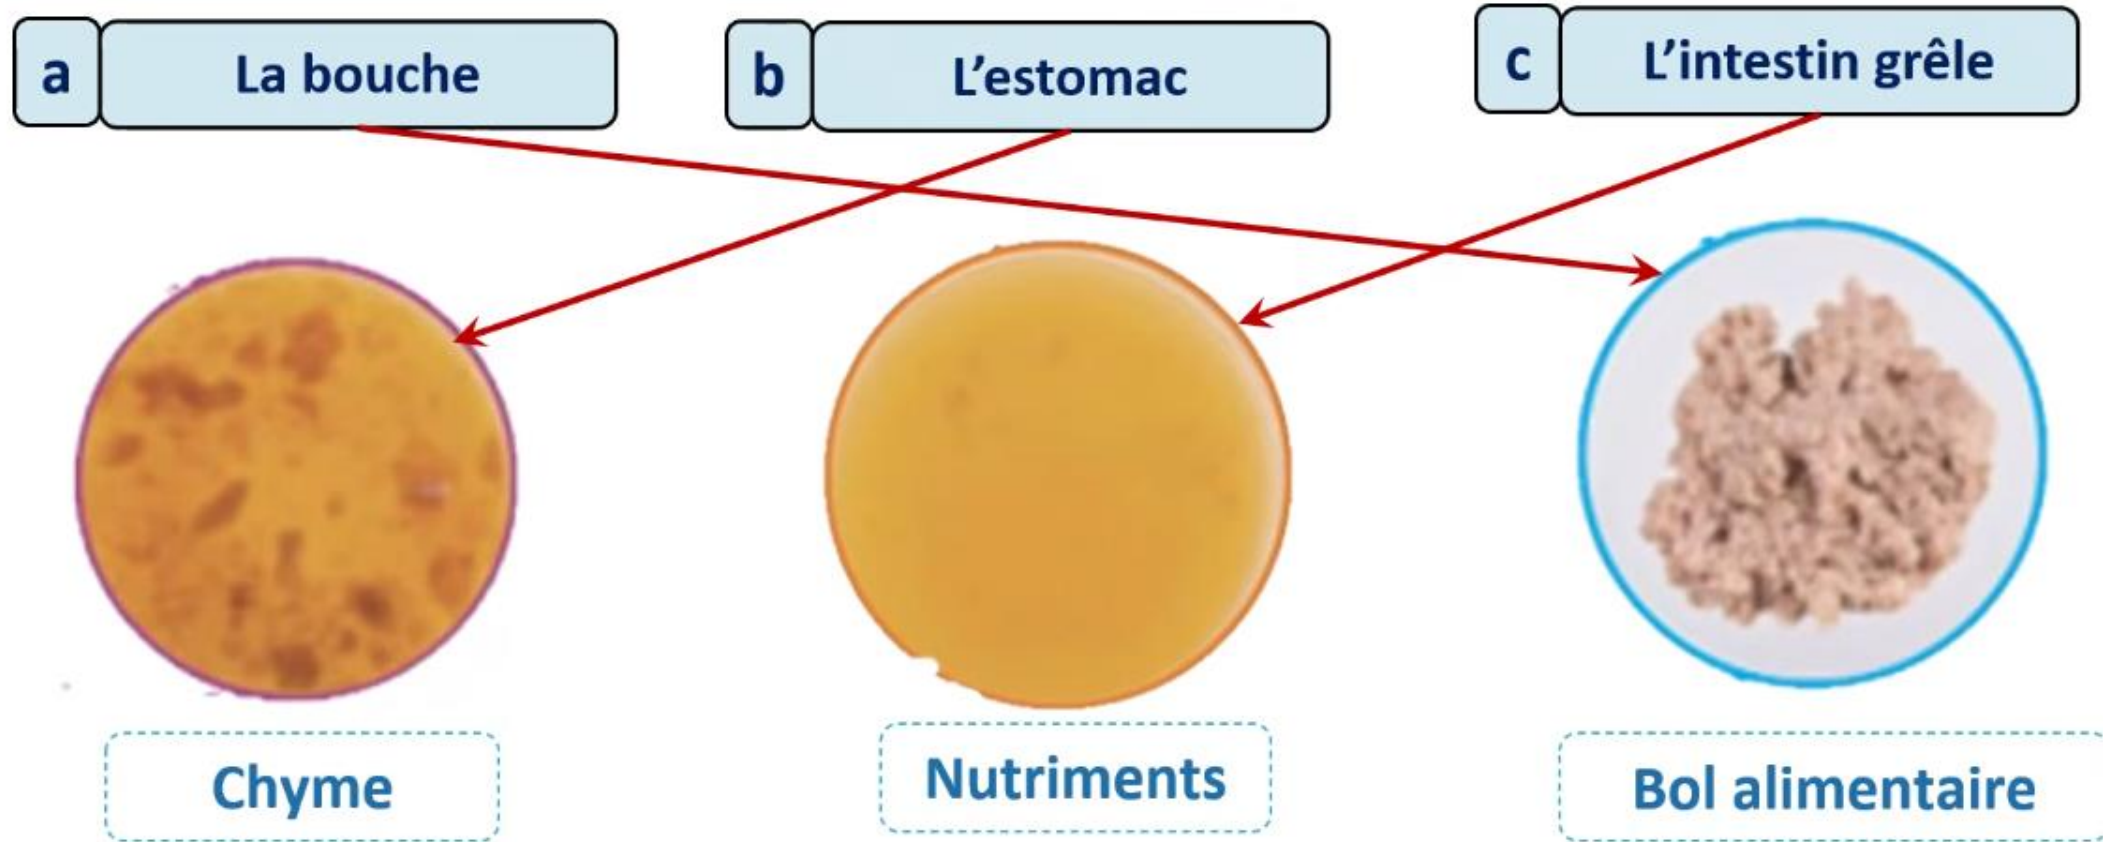 a La bouche
b L’estomac
c L’intestin grêle
Chyme
Nutriments
Bol alimentaire